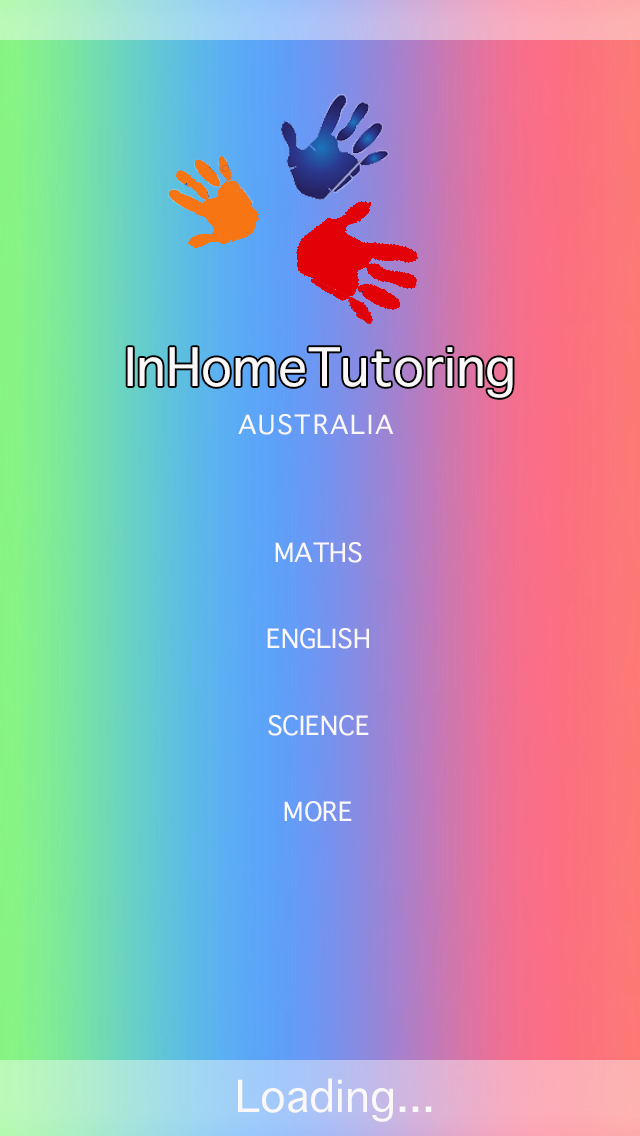 InHomeTutoring
AUSTRALIA
MATHS
ENGLISH
SCIENCE
MORE
Loading...